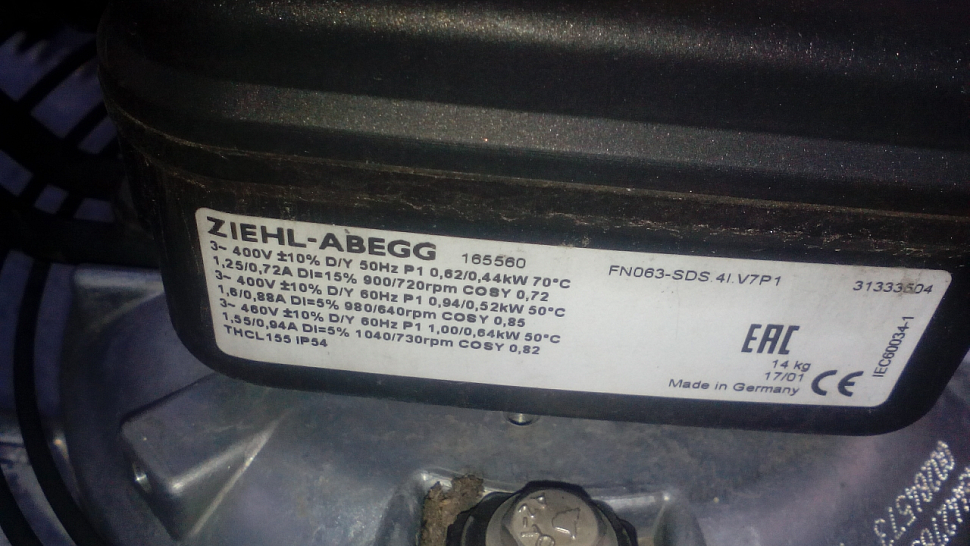 ZIEHL-ABEGG 165560 FN063-SDS.4I.V7P1 31333504
3~ 400V ±10% D/Y 50Hz P1 0,62/0,44kW 70°C
1,25/0,72A DI=15% 900/720rpm COSY 0,72
3~ 400V ±10% D/Y 60Hz P1 0,94/0,52kW 50°C
1,6/0,88A DI=5% 980/640rpm COSY 0,85
3~ 460V ±10% D/Y 60Hz P1 1,00/0,64kW 50°C
1,55/0,94A DI=5% 1040/730rpm COSY 0,82
THCL155 IP54
EAC
14 kg
17/01
Made in Germany CE
IEC60034-1